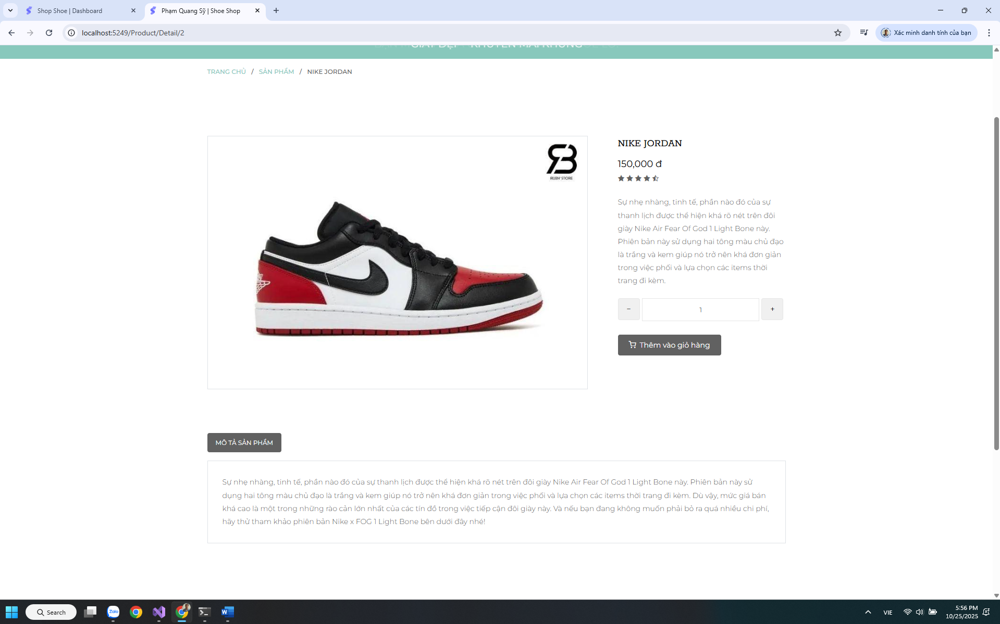 Shop Shoe | Dashboard
Phạm Quang Sỹ | Shoe Shop
localhost:5249/Product/Detail/2
Xác minh danh tính của bạn
TRANG CHỦ / SẢN PHẨM / NIKE JORDAN
RUBY STORE
NIKE JORDAN
150,000 đ
Sự nhẹ nhàng, tinh tế, phần nào đó của sự
thanh lịch được thể hiện khá rõ nét trên đôi
giày Nike Air Fear Of God 1 Light Bone này.
Phiên bản này sử dụng hai tông màu chủ đạo
là trắng và kem giúp nó trở nên khá đơn giản
trong việc phối và lựa chọn các items thời
trang đi kèm.
− 1 +
Thêm vào giỏ hàng
MÔ TẢ SẢN PHẨM
Sự nhẹ nhàng, tinh tế, phần nào đó của sự thanh lịch được thể hiện khá rõ nét trên đôi giày Nike Air Fear Of God 1 Light Bone này. Phiên bản này sử
dụng hai tông màu chủ đạo là trắng và kem giúp nó trở nên khá đơn giản trong việc phối và lựa chọn các items thời trang đi kèm. Dù vậy, mức giá bán
khá cao là một trong những rào cản lớn nhất của các tín đồ trong việc tiếp cận đôi giày này. Và nếu bạn đang không muốn phải bỏ ra quá nhiều chi phí,
hãy thử tham khảo phiên bản Nike x FOG 1 Light Bone bên dưới đây nhé!
Search
Zalo
VIE
5:56 PM
10/25/2025